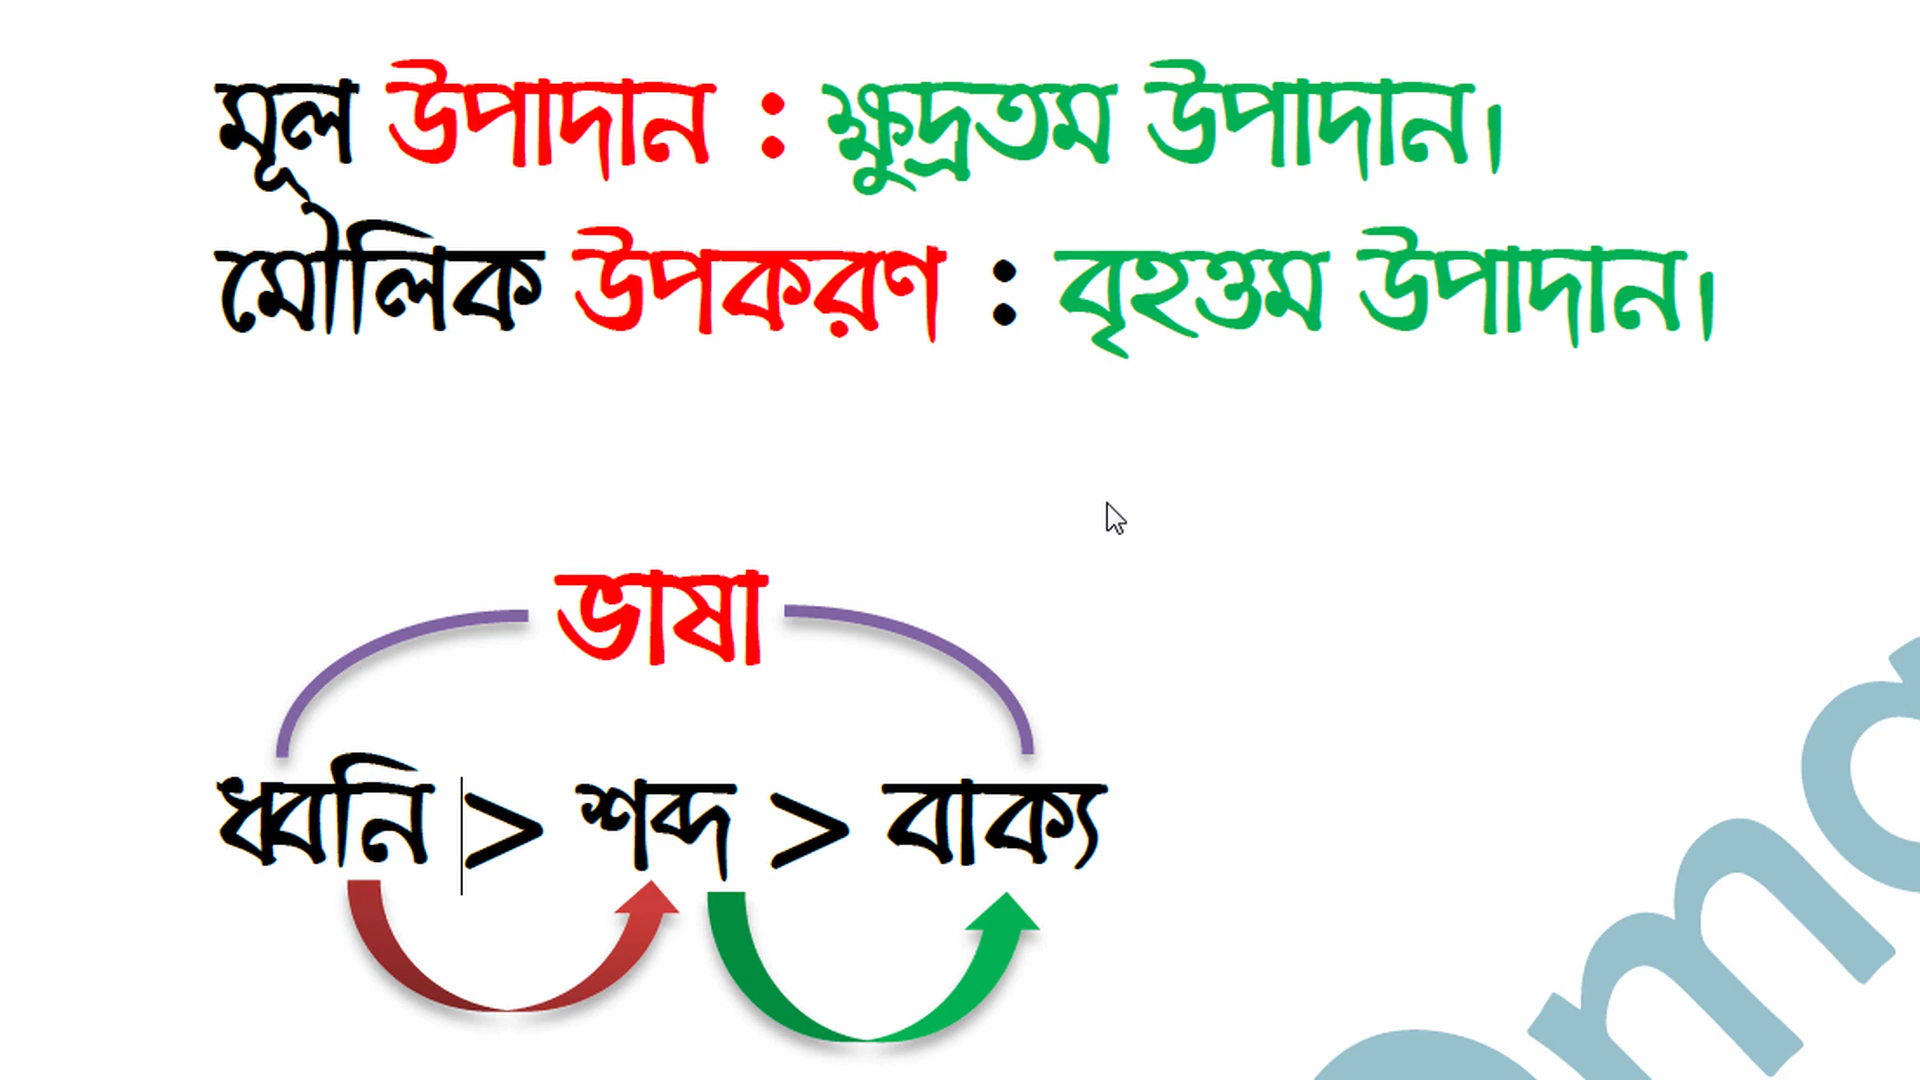 মূল উপাদান : ক্ষুদ্রতম উপাদান।
মৌলিক উপকরণ : বৃহত্তম উপাদান।
ভাষা
ধ্বনি > শব্দ > বাক্য